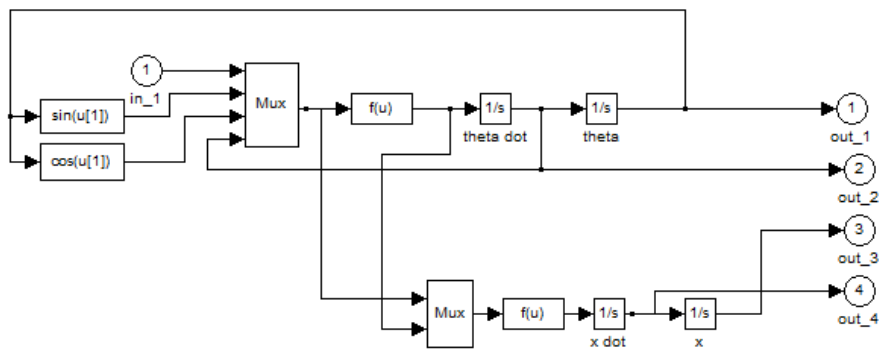 1
in_1
sin(u[1])
cos(u[1])
Mux
f(u)
1/s
theta dot
1/s
theta
1
out_1
2
out_2
3
out_3
4
out_4
Mux
f(u)
1/s
x dot
1/s
x